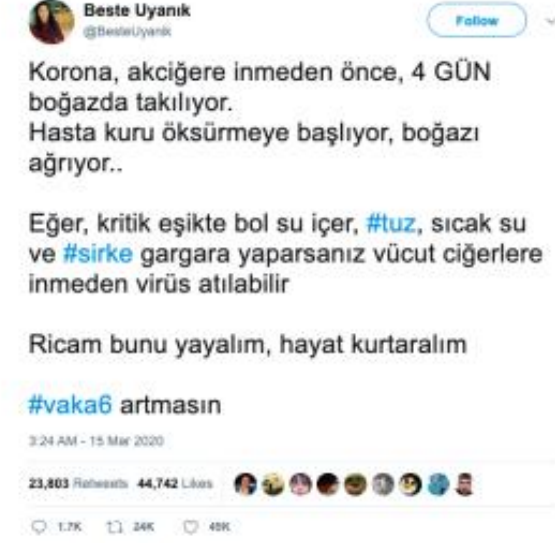 Beste Uyanık
@BesteUyanik
Follow
Korona, akciğere inmeden önce, 4 GÜN
boğazda takılıyor.
Hasta kuru öksürmeye başlıyor, boğazı
ağrıyor..
Eğer, kritik eşikte bol su içer, #tuz, sıcak su
ve #sirke gargara yaparsanız vücut ciğerlere
inmeden virüs atılabilir
Ricam bunu yayalım, hayat kurtaralım
#vaka6 artmasın
3:24 AM - 15 Mar 2020
23,803 Retweets 44,742 Likes
1.7K 24K 45K